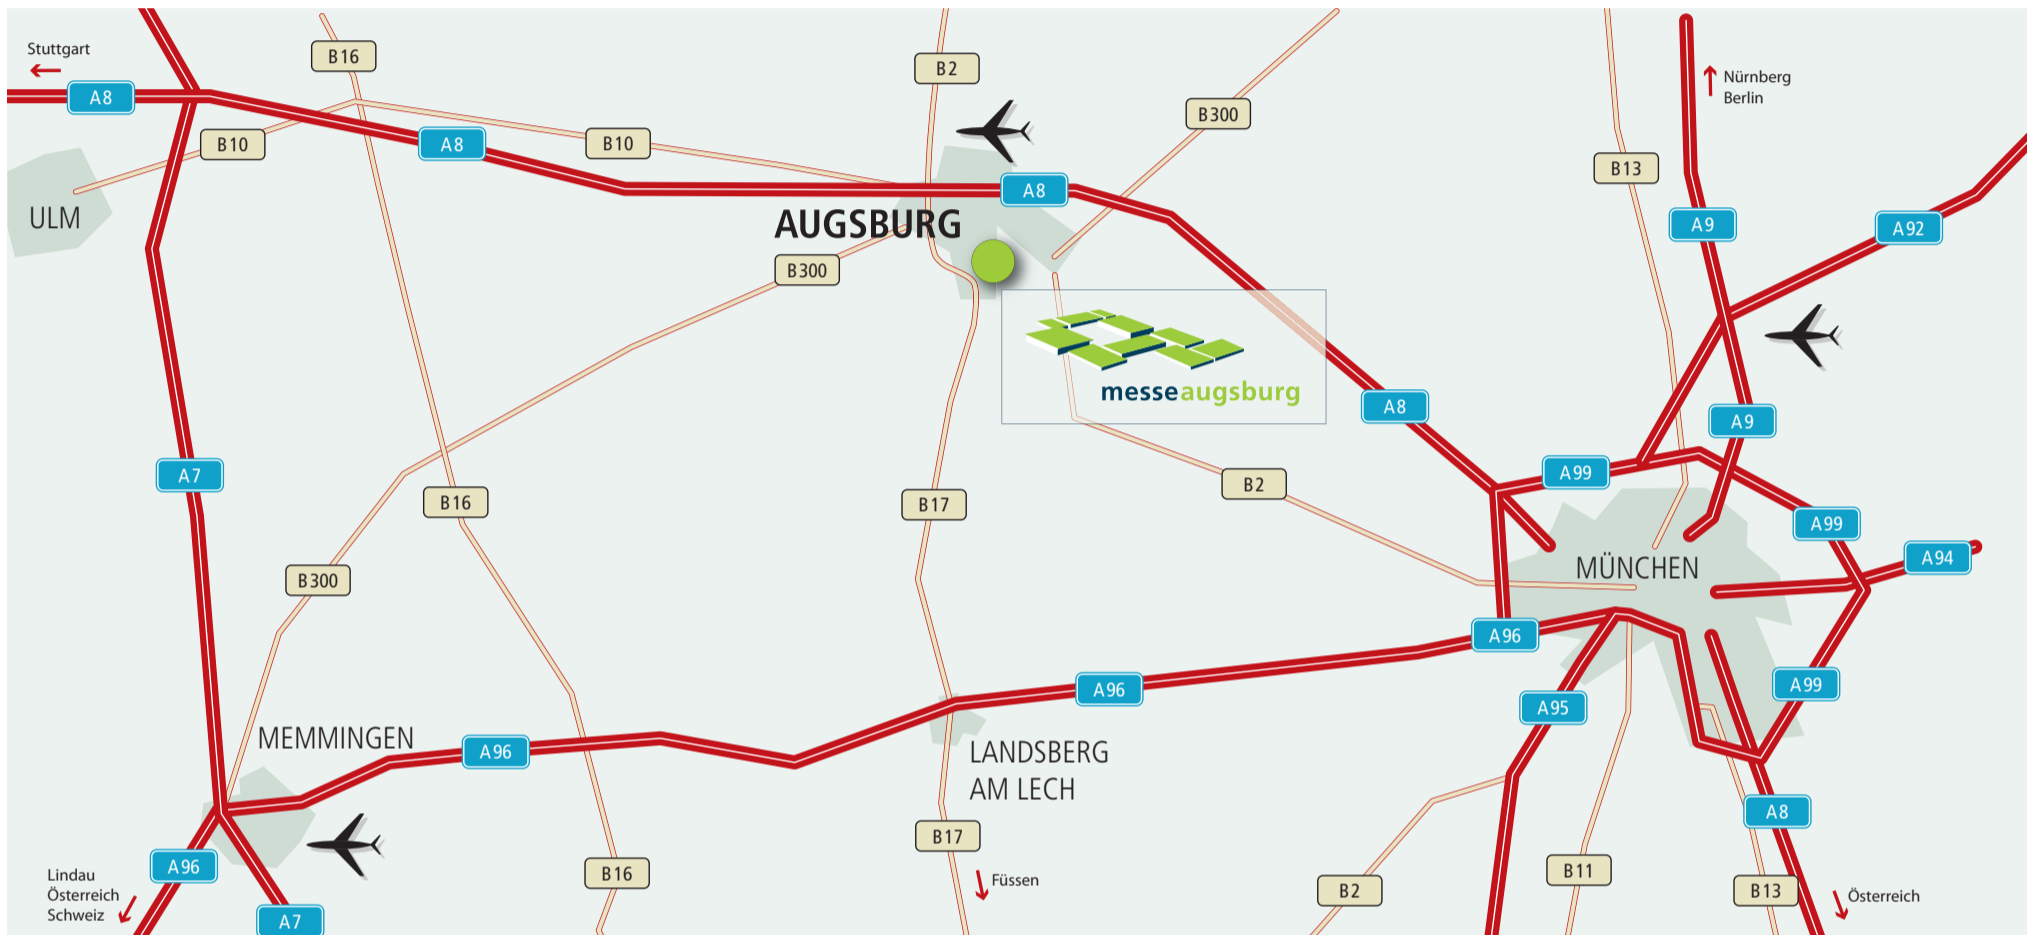 Stuttgart
B16
B2
Nürnberg
Berlin
A8
B300
B10
A8
B10
B13
A8
ULM
AUGSBURG
A9
A92
B300
messeaugsburg
A8
A9
A7
A99
B2
B16
B17
A99
A94
MÜNCHEN
B300
A96
A96
A99
A95
MEMMINGEN
A96
LANDSBERG
AM LECH
A8
B17
A96
B16
B11
B2
B13
Lindau
Österreich
Schweiz
Füssen
Österreich
A7